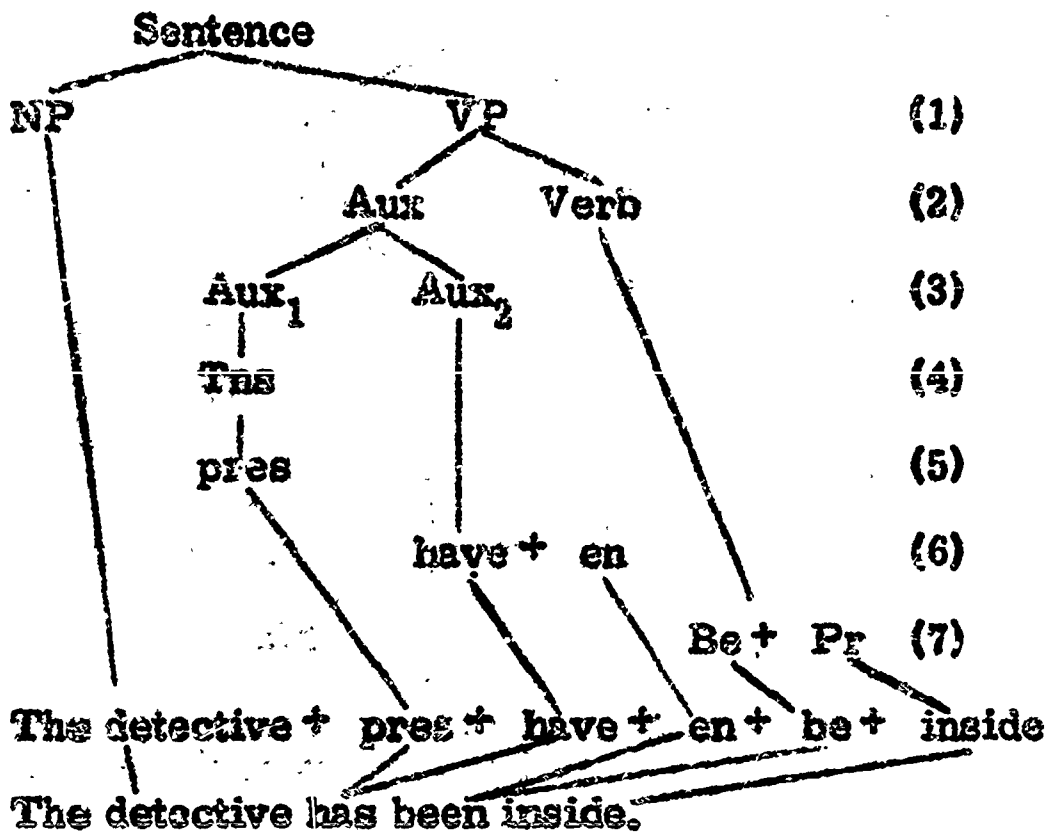 Sentence
NP VP (1)
Aux Verb (2)
Aux₁ Aux₂ (3)
Tns (4)
pres (5)
have + en (6)
Be + Pr (7)
The detective + pres + have + en + be + inside
The detective has been inside.